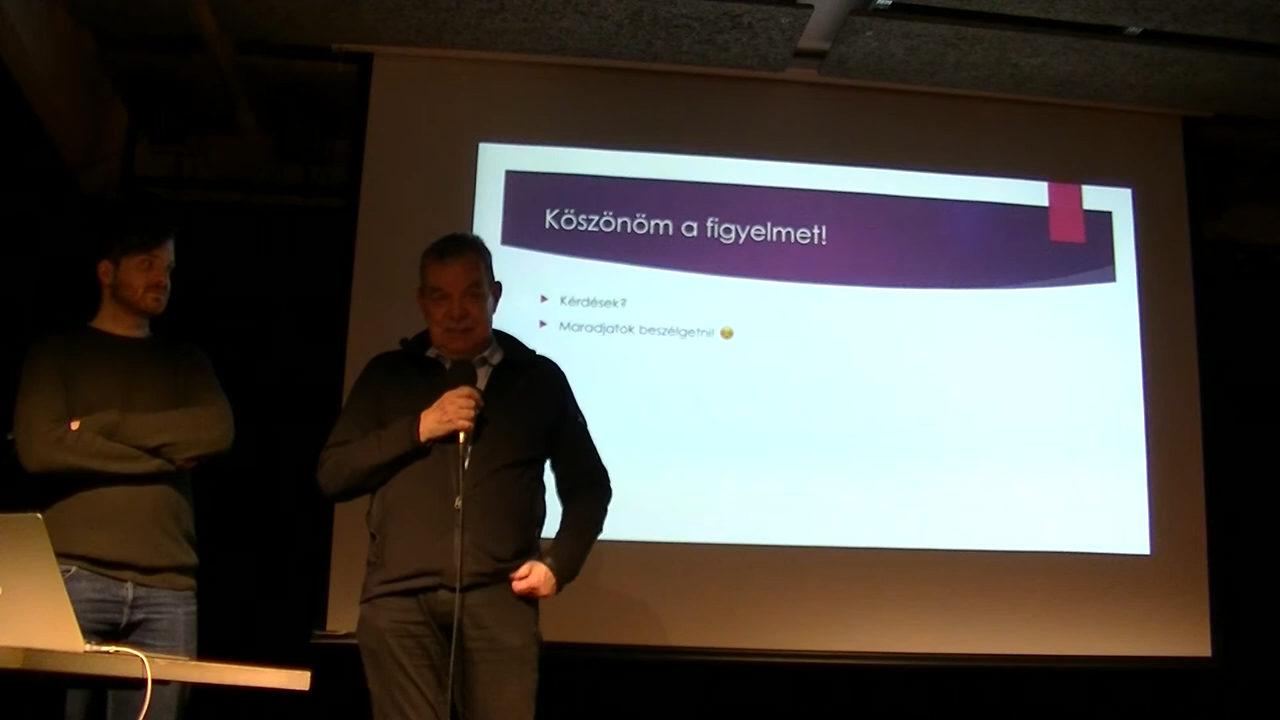 Köszönöm a figyelmet!
Kérdések?
Maradjatok beszélgetni! 😊